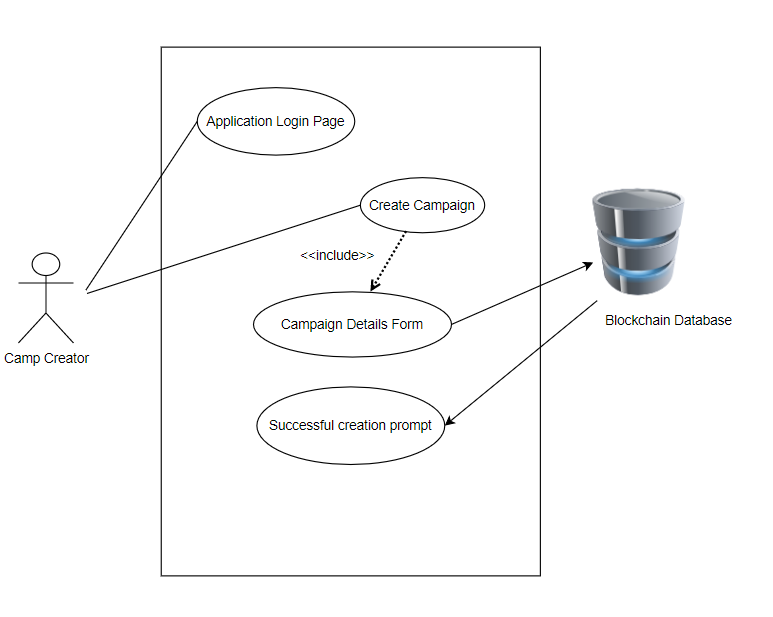 Application Login Page
Create Campaign
<<include>>
Campaign Details Form
Blockchain Database
Camp Creator
Successful creation prompt